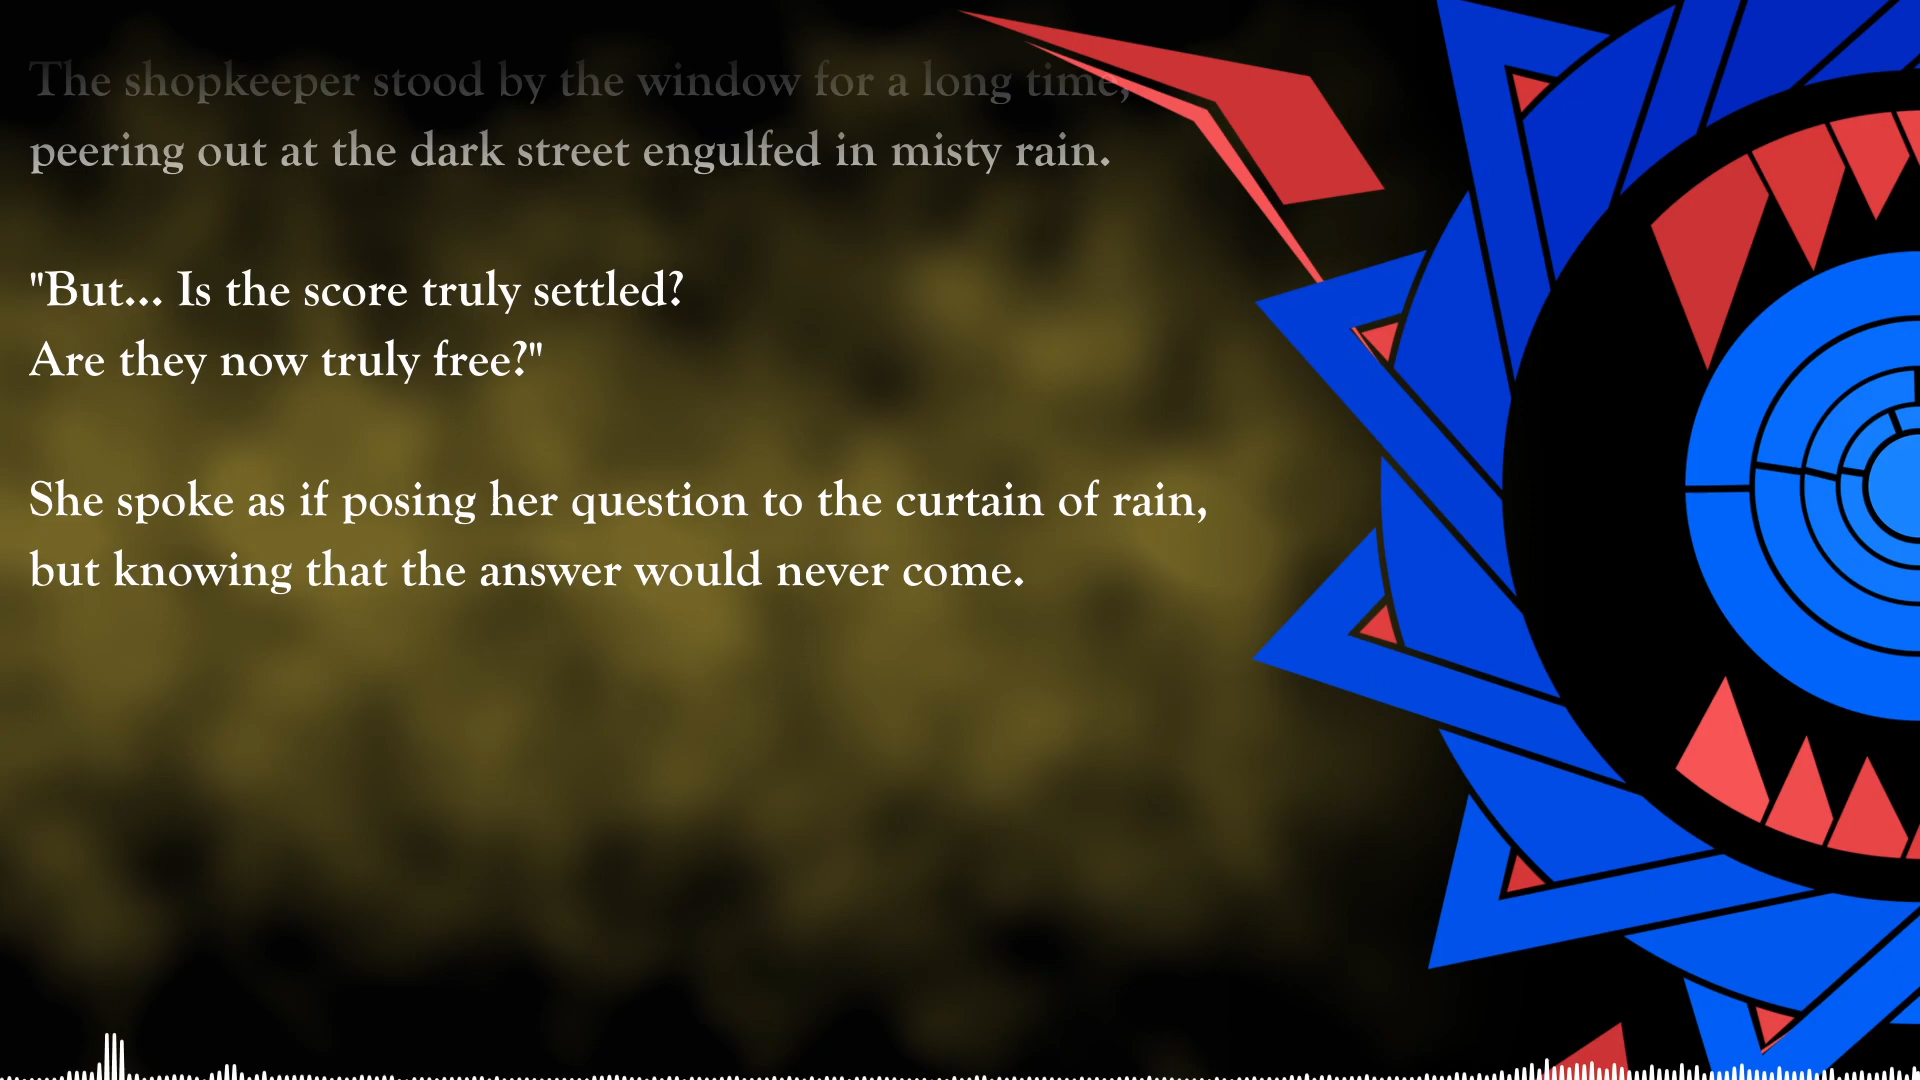 The shopkeeper stood by the window for a long time,
peering out at the dark street engulfed in misty rain.
"But... Is the score truly settled?
Are they now truly free?"
She spoke as if posing her question to the curtain of rain,
but knowing that the answer would never come.